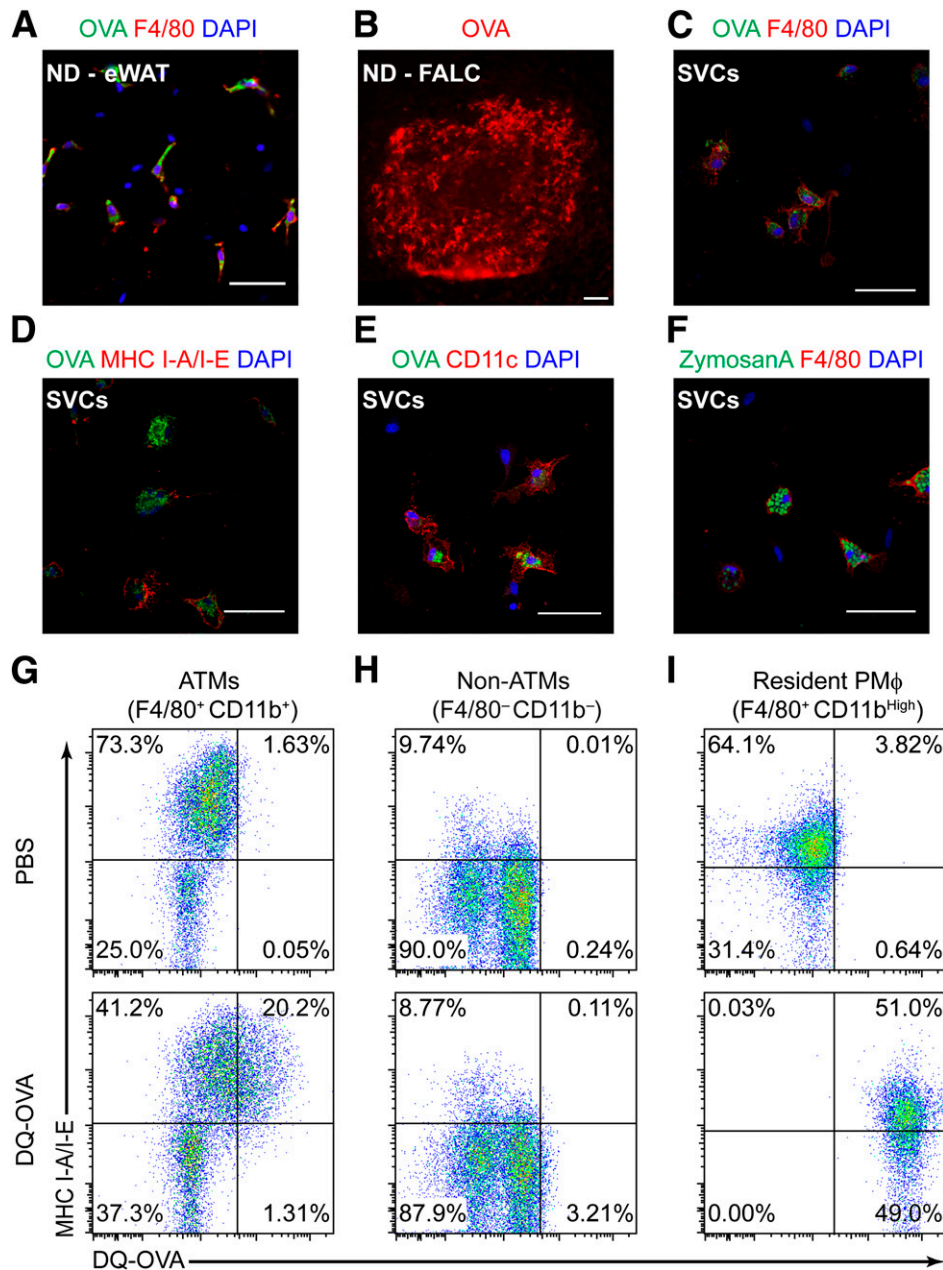 A
OVA F4/80 DAPI
ND - eWAT
B
OVA
ND - FALC
C
OVA F4/80 DAPI
SVCs
D
OVA MHC I-A/I-E DAPI
SVCs
E
OVA CD11c DAPI
SVCs
F
ZymosanA F4/80 DAPI
SVCs
G
ATMs
(F4/80⁺ CD11b⁺)
H
Non-ATMs
(F4/80⁻ CD11b⁻)
I
Resident PMϕ
(F4/80⁺ CD11bᴴⁱᵍʰ)
PBS
73.3% 1.63%
25.0% 0.05%
9.74% 0.01%
90.0% 0.24%
64.1% 3.82%
31.4% 0.64%
DQ-OVA
41.2% 20.2%
37.3% 1.31%
8.77% 0.11%
87.9% 3.21%
0.03% 51.0%
0.00% 49.0%
MHC I-A/I-E
DQ-OVA